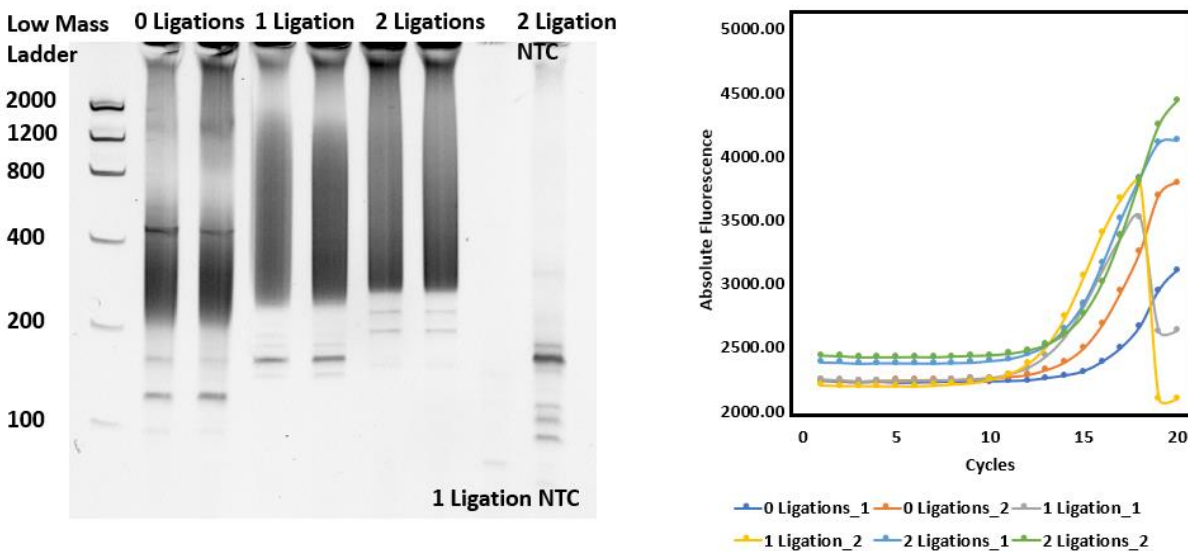 Low Mass
Ladder
0 Ligations
1 Ligation
2 Ligations
2 Ligation
NTC
2000
1200
800
400
200
100
1 Ligation NTC
5000.00
4500.00
4000.00
3500.00
3000.00
2500.00
2000.00
Absolute Fluorescence
0 5 10 15 20
Cycles
0 Ligations_1 0 Ligations_2 1 Ligation_1
1 Ligation_2 2 Ligations_1 2 Ligations_2